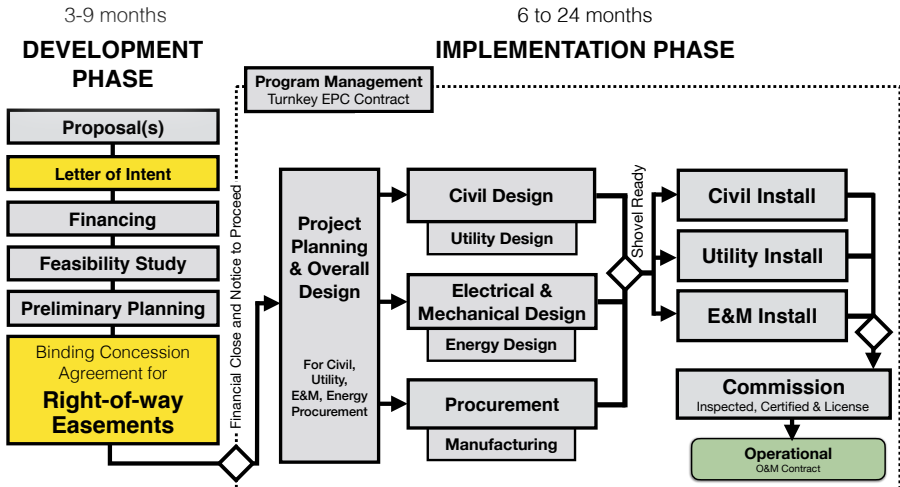 3-9 months
DEVELOPMENT
PHASE
Proposal(s)
Letter of Intent
Financing
Feasibility Study
Preliminary Planning
Binding Concession
Agreement for
Right-of-way
Easements
Financial Close and Notice to Proceed
6 to 24 months
IMPLEMENTATION PHASE
Program Management
Turnkey EPC Contract
Project
Planning
& Overall
Design
For Civil,
Utility,
E&M, Energy
Procurement
Civil Design
Utility Design
Electrical &
Mechanical Design
Energy Design
Procurement
Manufacturing
Shovel Ready
Civil Install
Utility Install
E&M Install
Commission
Inspected, Certified & License
Operational
O&M Contract